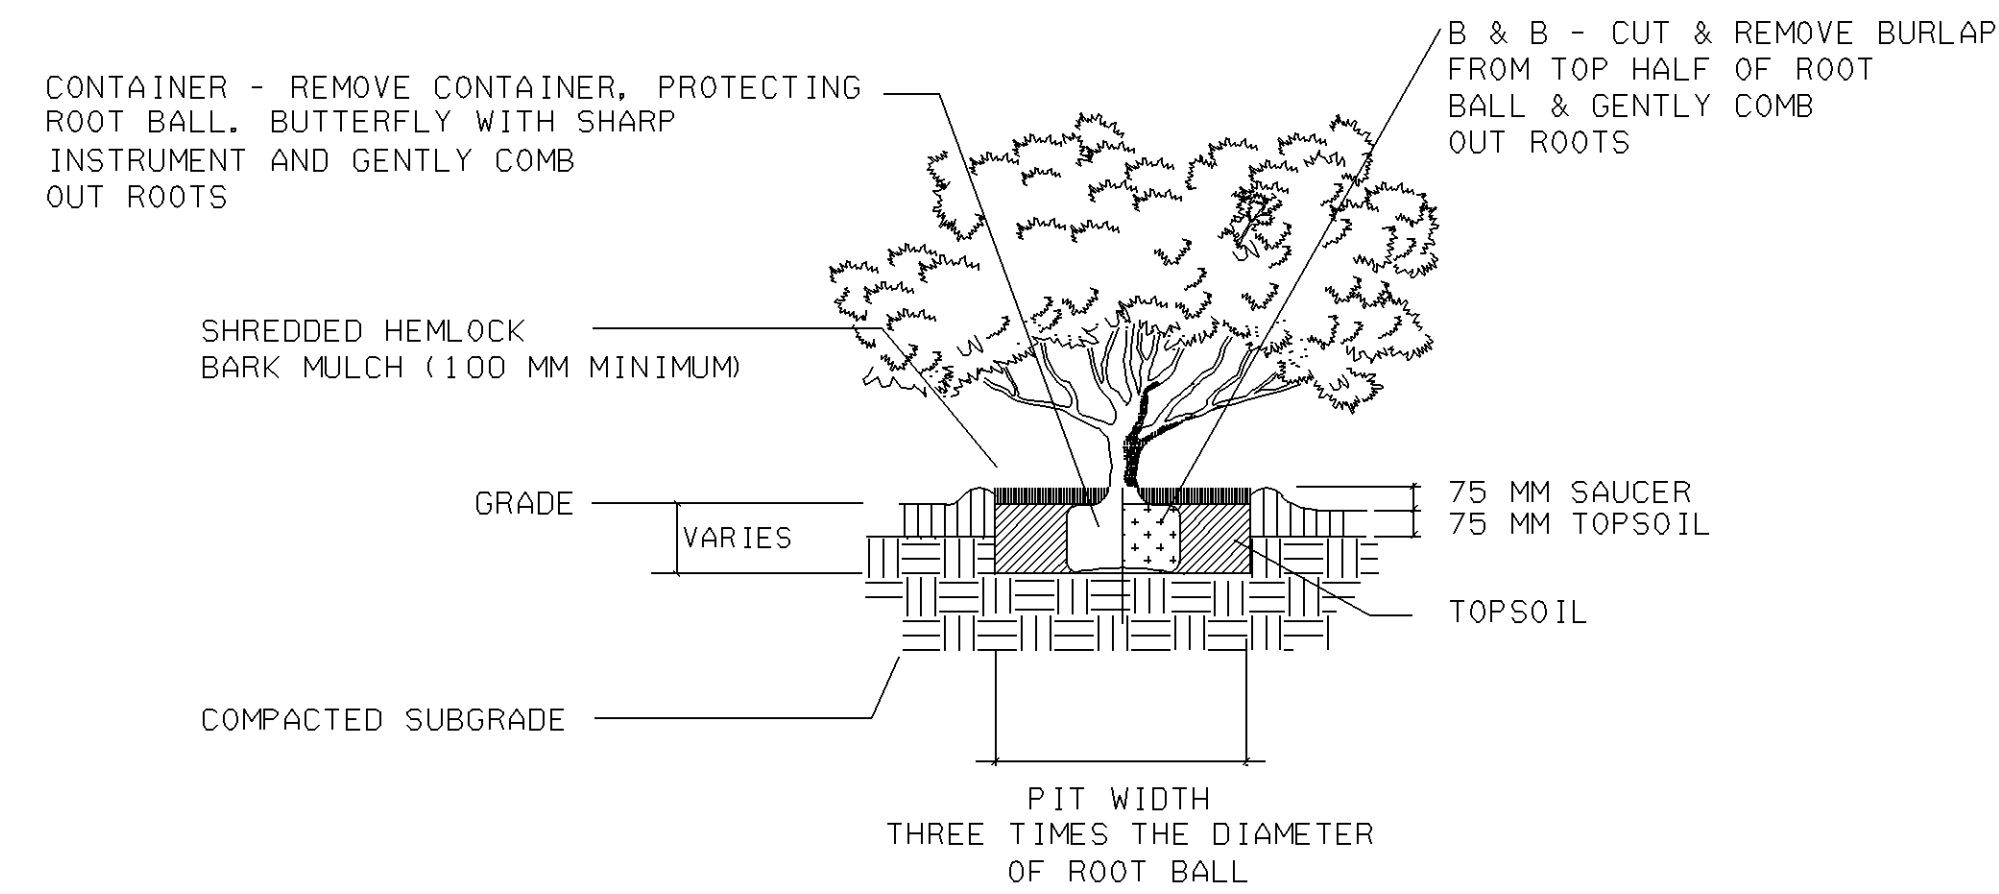 B & B - CUT & REMOVE BURLAP
FROM TOP HALF OF ROOT
BALL & GENTLY COMB
OUT ROOTS
CONTAINER - REMOVE CONTAINER, PROTECTING
ROOT BALL. BUTTERFLY WITH SHARP
INSTRUMENT AND GENTLY COMB
OUT ROOTS
SHREDDED HEMLOCK
BARK MULCH (100 MM MINIMUM)
GRADE
VARIES
75 MM SAUCER
75 MM TOPSOIL
TOPSOIL
COMPACTED SUBGRADE
PIT WIDTH
THREE TIMES THE DIAMETER
OF ROOT BALL